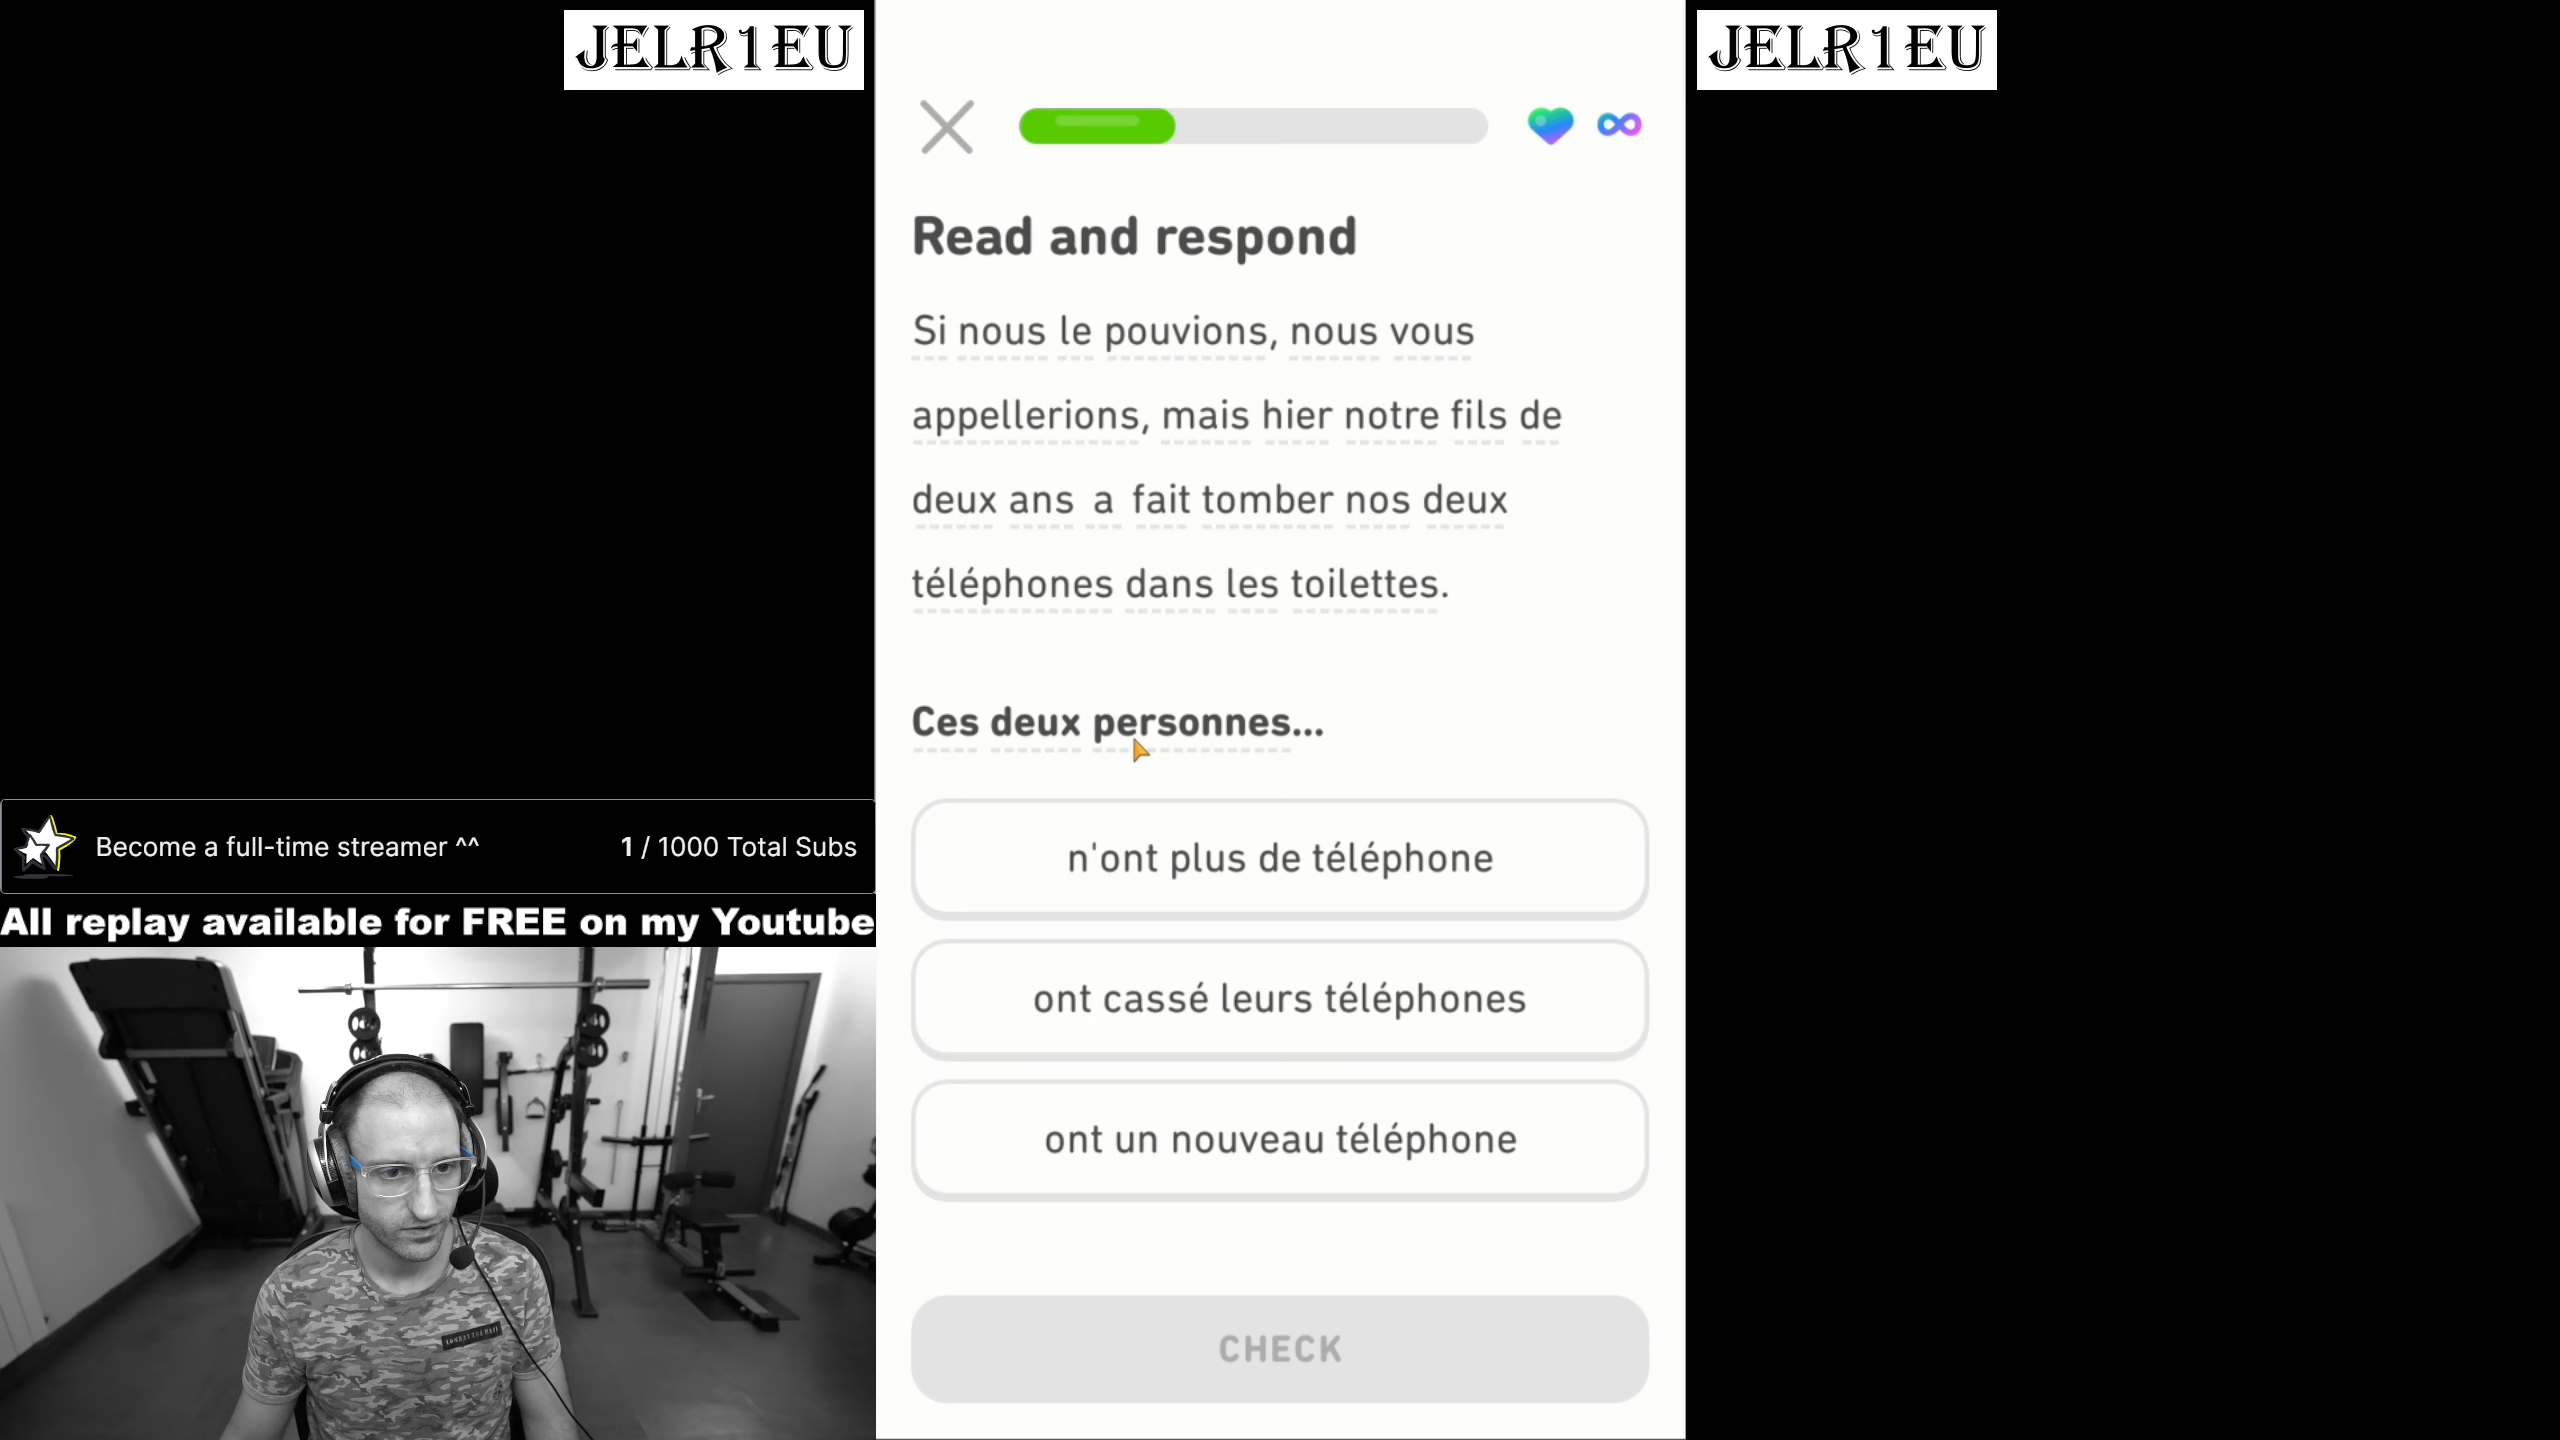 JELR1EU
JELR1EU
Read and respond
Si nous le pouvions, nous vous
appellerions, mais hier notre fils de
deux ans a fait tomber nos deux
téléphones dans les toilettes.
Ces deux personnes...
n'ont plus de téléphone
ont cassé leurs téléphones
ont un nouveau téléphone
CHECK
Become a full-time streamer ^^
1 / 1000 Total Subs
All replay available for FREE on my Youtube